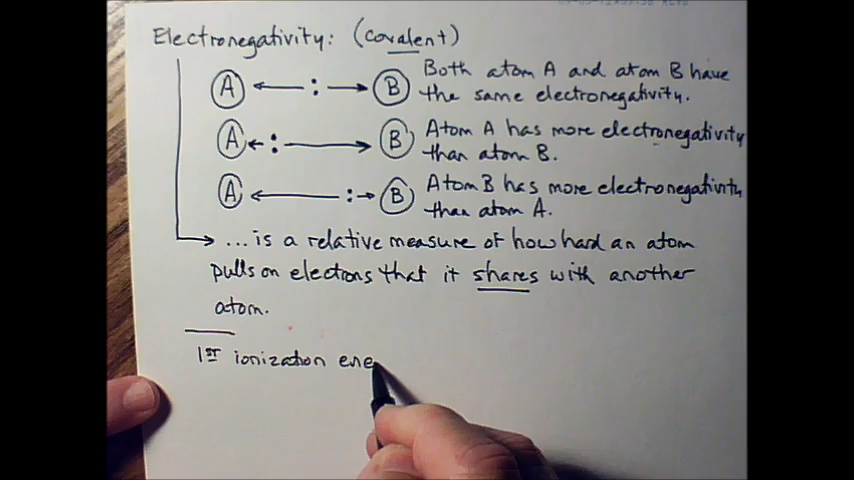 Electronegativity: (covalent)
A ← : → B Both atom A and atom B have
the same electronegativity.
A ← : → B Atom A has more electronegativity
than atom B.
A ← : → B Atom B has more electronegativity
than atom A.
...is a relative measure of how hard an atom
pulls on electrons that it shares with another
atom.
1ST ionization ene